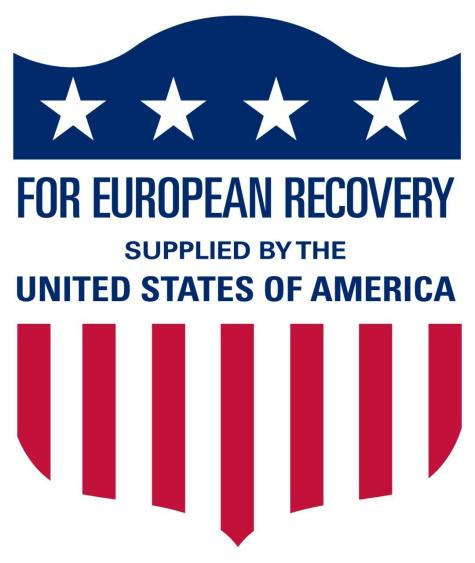 FOR EUROPEAN RECOVERY
SUPPLIED BY THE
UNITED STATES OF AMERICA